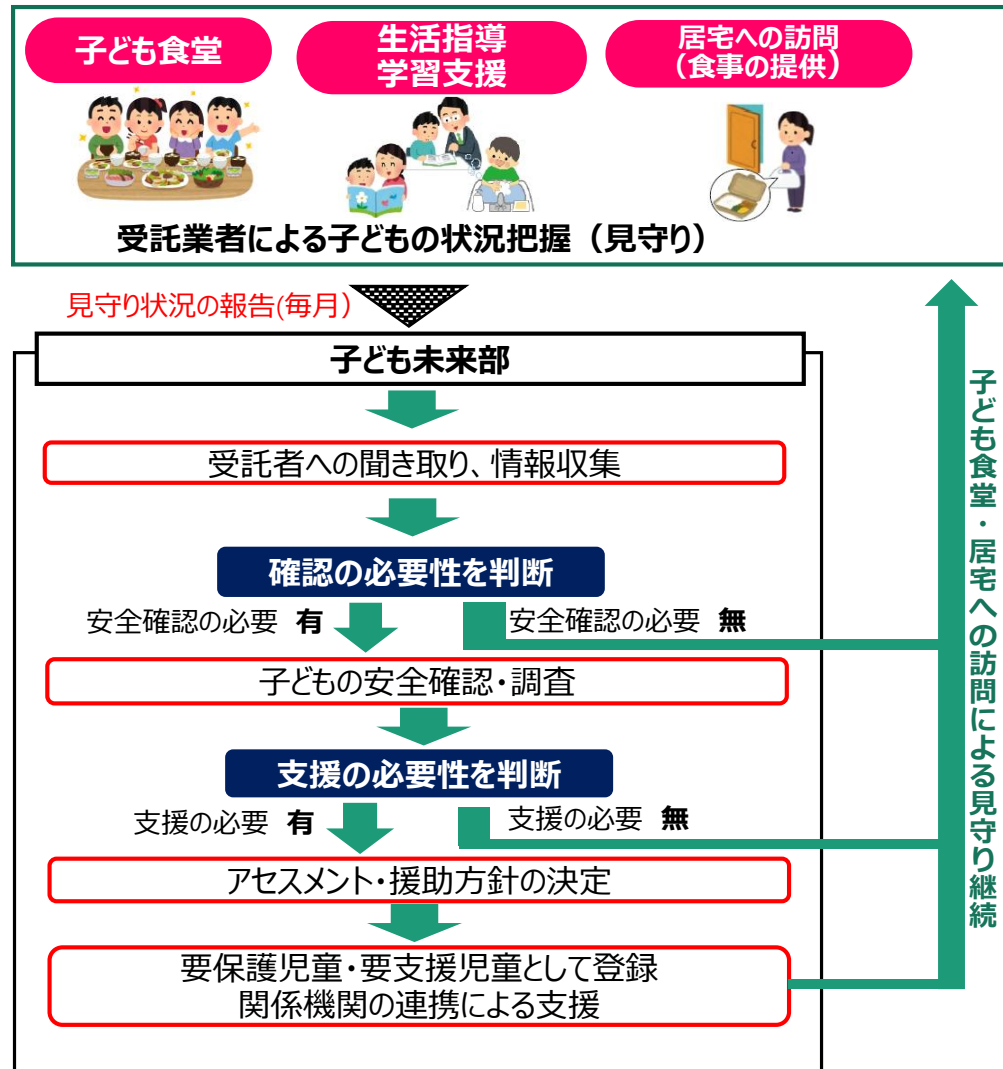 子ども食堂
生活指導
学習支援
居宅への訪問
（食事の提供）
受託業者による子どもの状況把握（見守り）
見守り状況の報告(毎月）
子ども未来部
受託者への聞き取り、情報収集
確認の必要性を判断
安全確認の必要 有
安全確認の必要 無
子どもの安全確認・調査
支援の必要性を判断
支援の必要 有
支援の必要 無
アセスメント・援助方針の決定
要保護児童・要支援児童として登録
関係機関の連携による支援
子ども食堂・居宅への訪問による見守り継続